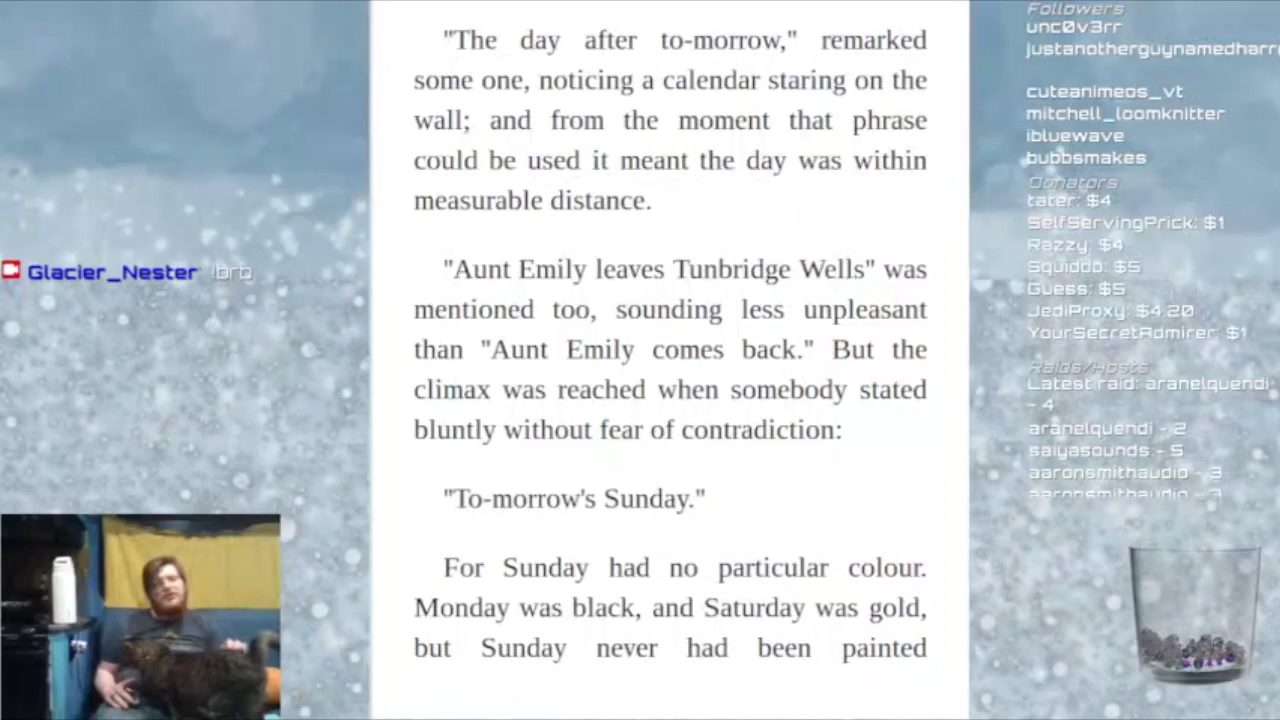 "The day after to-morrow," remarked
some one, noticing a calendar staring on the
wall; and from the moment that phrase
could be used it meant the day was within
measurable distance.
"Aunt Emily leaves Tunbridge Wells" was
mentioned too, sounding less unpleasant
than "Aunt Emily comes back." But the
climax was reached when somebody stated
bluntly without fear of contradiction:
"To-morrow's Sunday."
For Sunday had no particular colour.
Monday was black, and Saturday was gold,
but Sunday never had been painted
Glacier_Nester: !brb
Followers
unc0v3rr
justanotherguynamedharr
cuteanimeos_vt
mitchell_loomknitter
ibluewave
bubbsmakes
Donators
tater: $4
SelfServingPrick: $1
Razzy: $4
Squiddo: $5
Guess: $5
JediProxy: $4.20
YourSecretAdmirer: $1
Raids/Hosts
Latest raid: aranelquendi
- 4
aranelquendi - 2
saiyasounds - 5
aaronsmithaudio - 3
aaronsmithaudio - 3